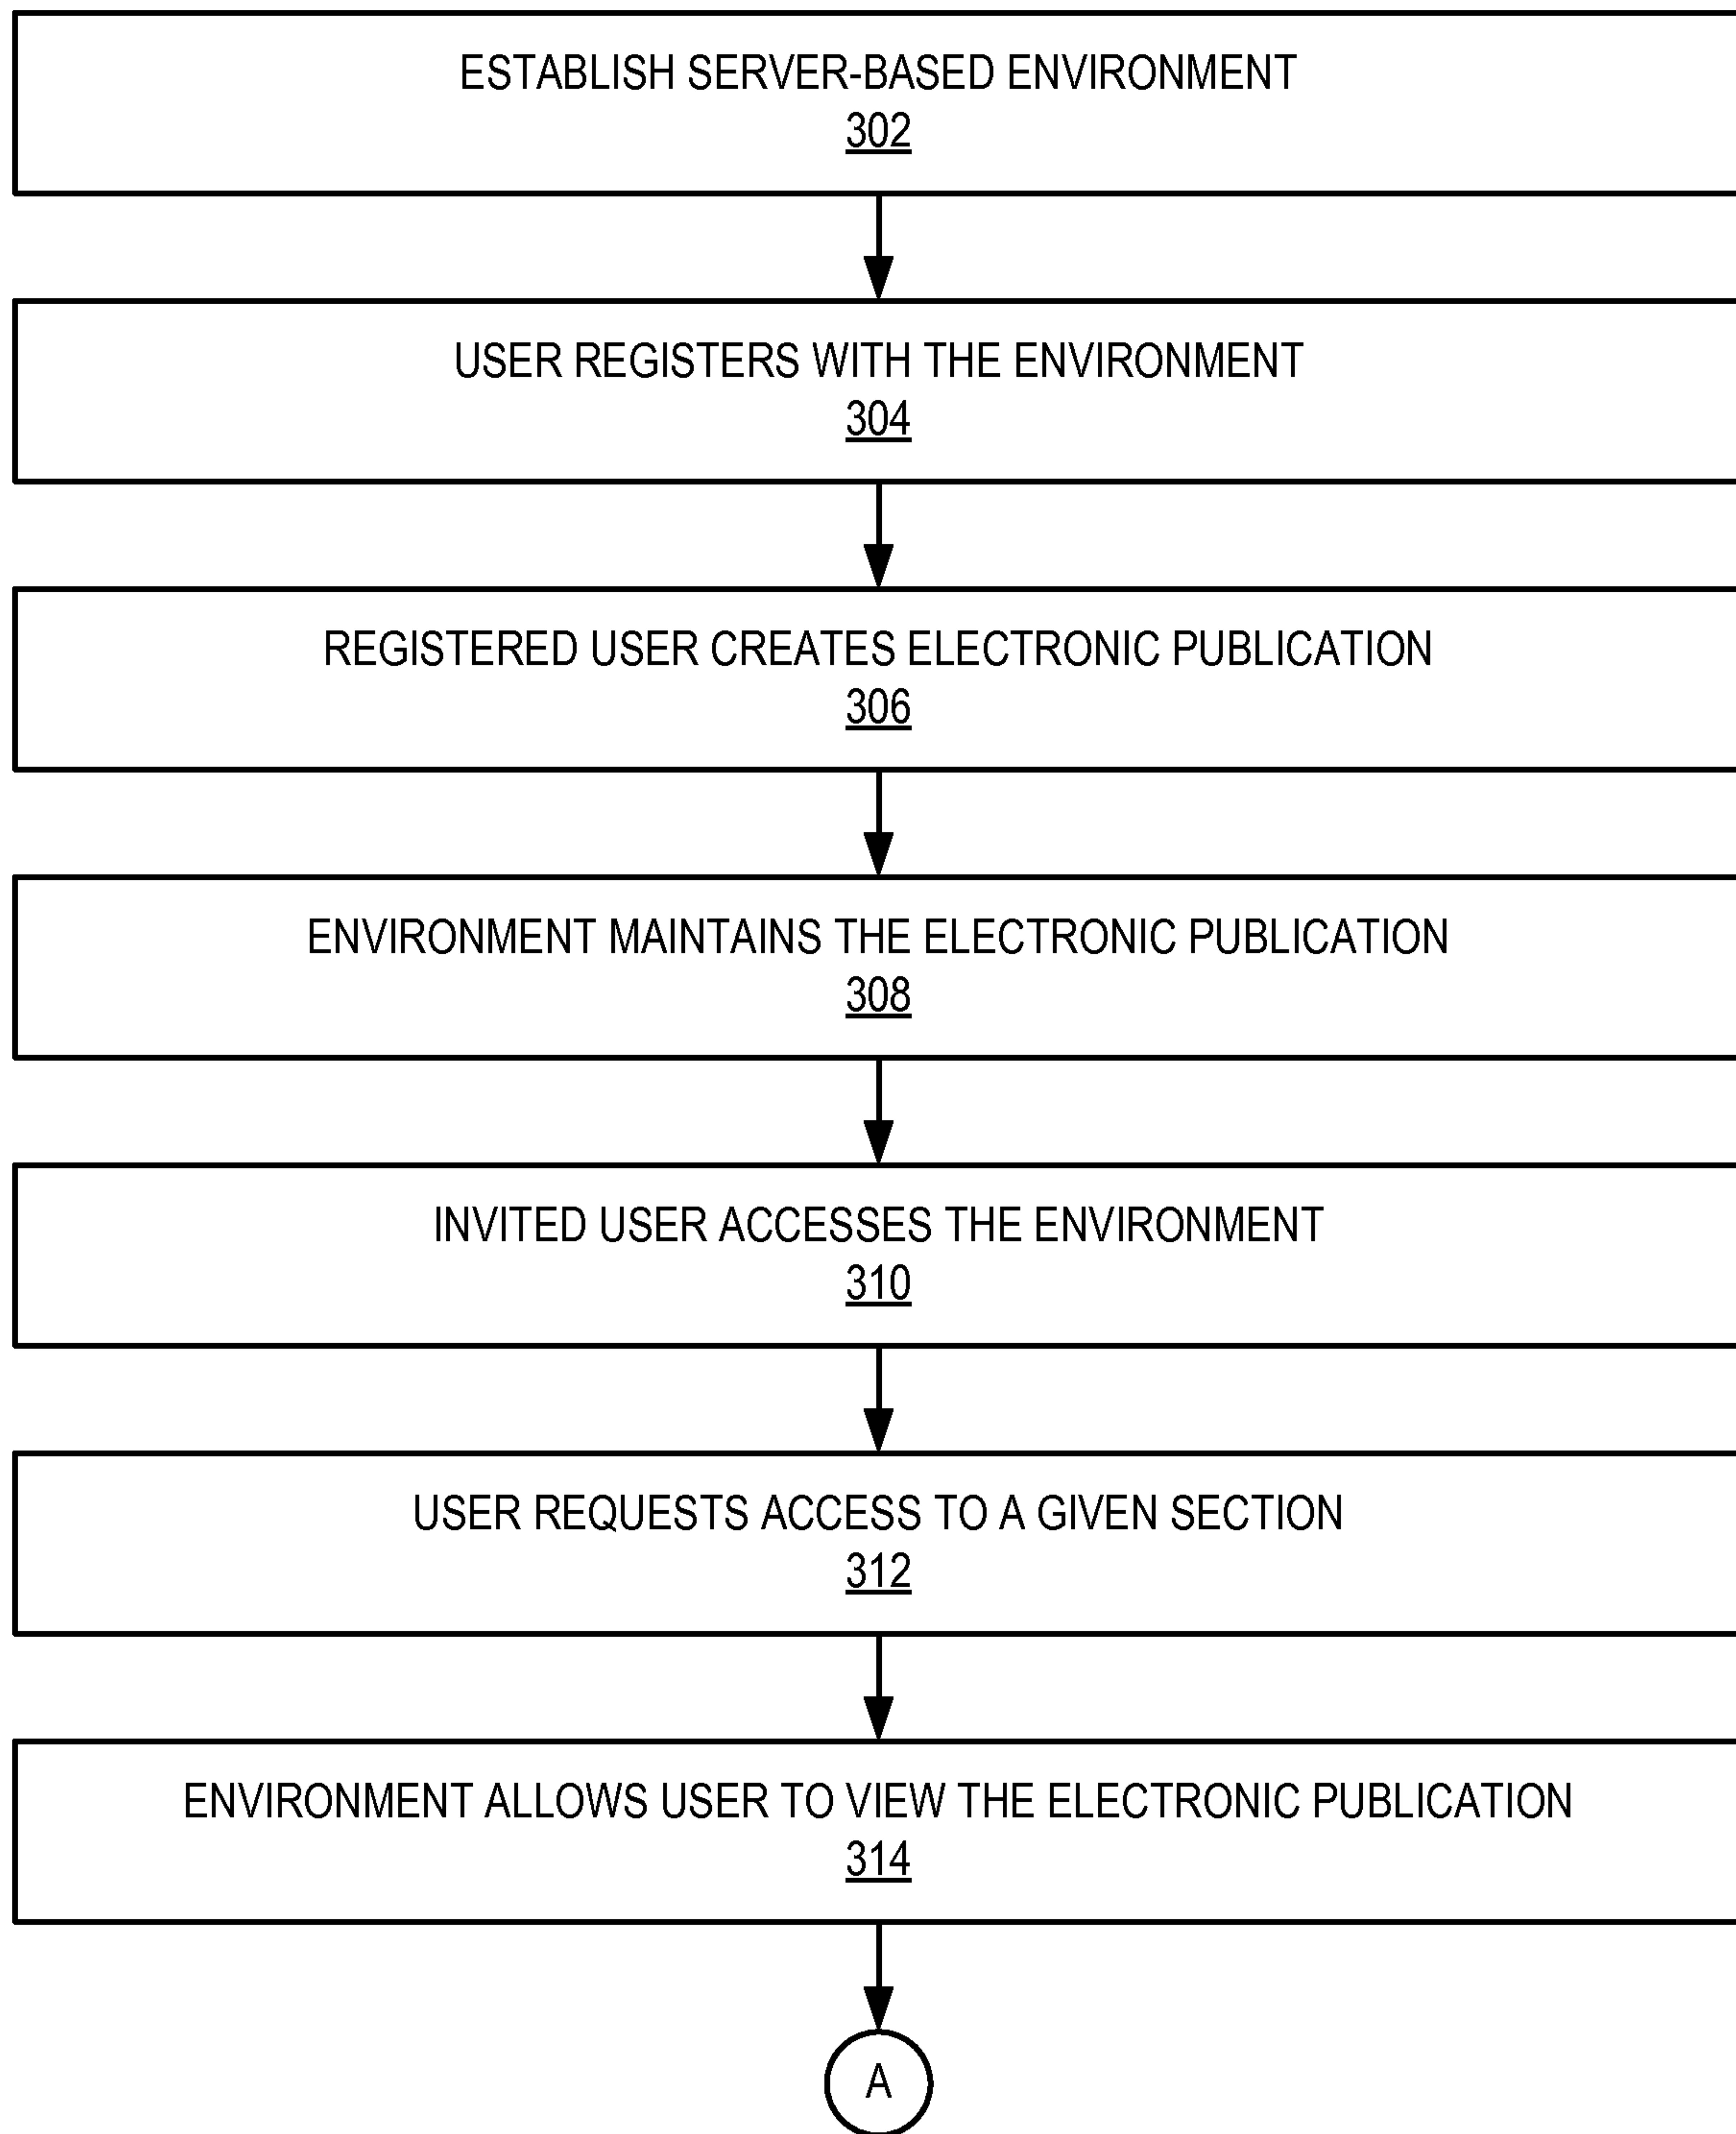 ESTABLISH SERVER-BASED ENVIRONMENT
302
USER REGISTERS WITH THE ENVIRONMENT
304
REGISTERED USER CREATES ELECTRONIC PUBLICATION
306
ENVIRONMENT MAINTAINS THE ELECTRONIC PUBLICATION
308
INVITED USER ACCESSES THE ENVIRONMENT
310
USER REQUESTS ACCESS TO A GIVEN SECTION
312
ENVIRONMENT ALLOWS USER TO VIEW THE ELECTRONIC PUBLICATION
314
A